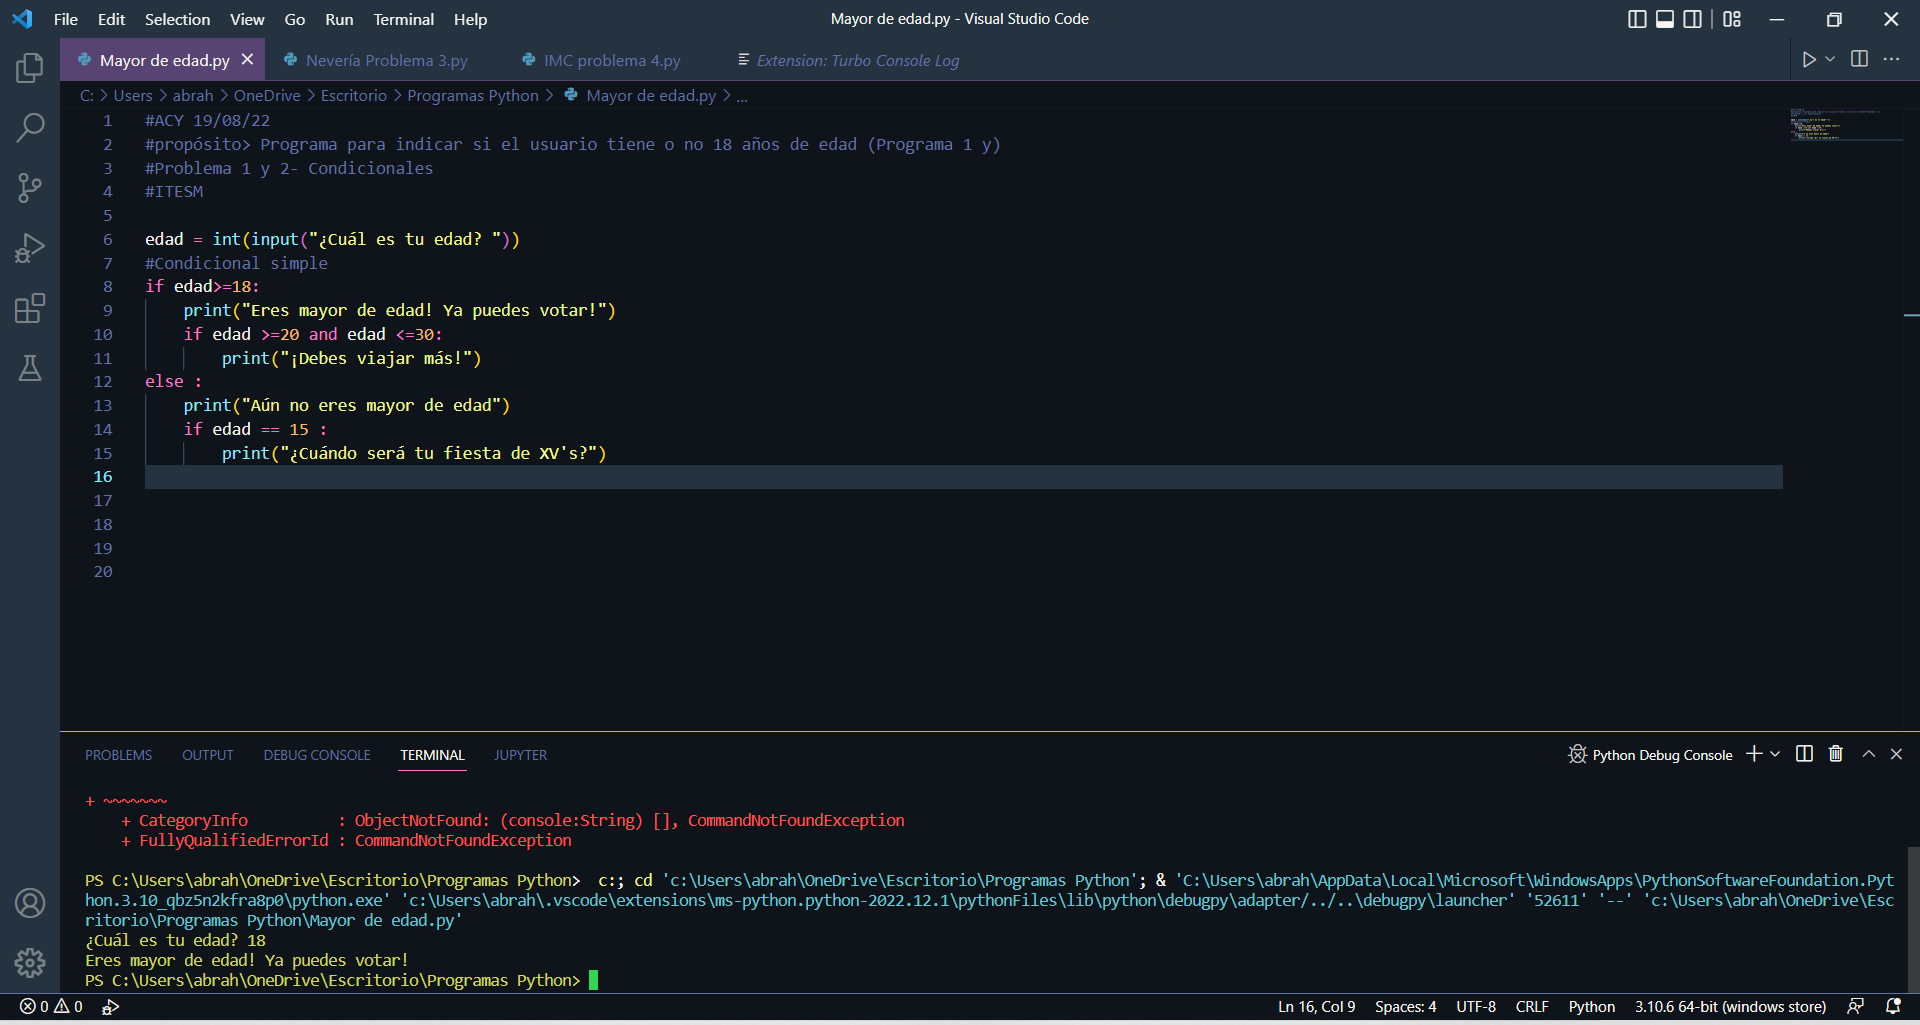 File Edit Selection View Go Run Terminal Help
Mayor de edad.py - Visual Studio Code
Mayor de edad.py
Nevería Problema 3.py
IMC problema 4.py
Extension: Turbo Console Log
C: > Users > abrah > OneDrive > Escritorio > Programas Python > Mayor de edad.py > ...
1 #ACY 19/08/22
2 #propósito> Programa para indicar si el usuario tiene o no 18 años de edad (Programa 1 y)
3 #Problema 1 y 2- Condicionales
4 #ITESM
5
6 edad = int(input("¿Cuál es tu edad? "))
7 #Condicional simple
8 if edad>=18:
9     print("Eres mayor de edad! Ya puedes votar!")
10     if edad >=20 and edad <=30:
11         print("¡Debes viajar más!")
12 else :
13     print("Aún no eres mayor de edad")
14     if edad == 15 :
15         print("¿Cuándo será tu fiesta de XV's?")
16
17
18
19
20
PROBLEMS OUTPUT DEBUG CONSOLE TERMINAL JUPYTER
Python Debug Console
+ ~~~~~~~
    + CategoryInfo          : ObjectNotFound: (console:String) [], CommandNotFoundException
    + FullyQualifiedErrorId : CommandNotFoundException
PS C:\Users\abrah\OneDrive\Escritorio\Programas Python>  c:; cd 'c:\Users\abrah\OneDrive\Escritorio\Programas Python'; & 'C:\Users\abrah\AppData\Local\Microsoft\WindowsApps\PythonSoftwareFoundation.Pyt
hon.3.10_qbz5n2kfra8p0\python.exe' 'c:\Users\abrah\.vscode\extensions\ms-python.python-2022.12.1\pythonFiles\lib\python\debugpy\adapter/../..\debugpy\launcher' '52611' '--' 'c:\Users\abrah\OneDrive\Esc
ritorio\Programas Python\Mayor de edad.py'
¿Cuál es tu edad? 18
Eres mayor de edad! Ya puedes votar!
PS C:\Users\abrah\OneDrive\Escritorio\Programas Python>
0 0
Ln 16, Col 9 Spaces: 4 UTF-8 CRLF Python 3.10.6 64-bit (windows store)